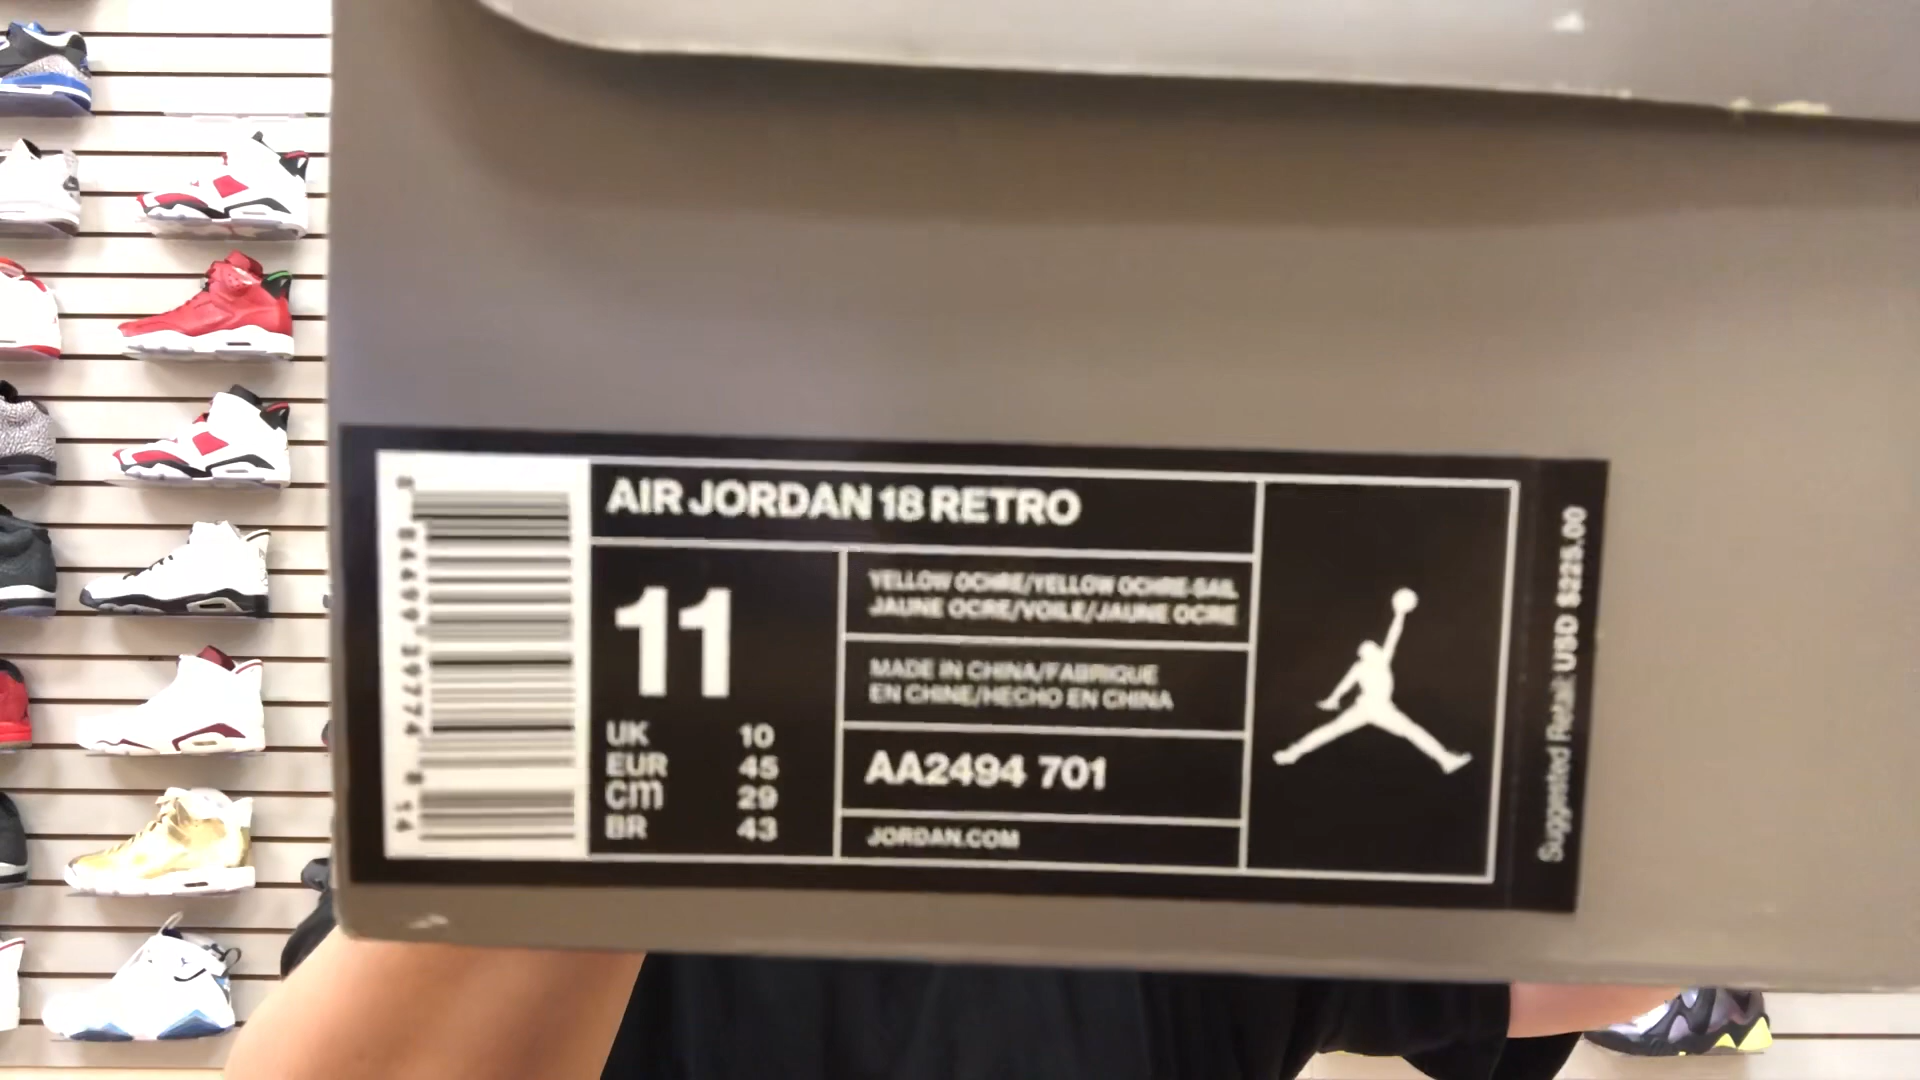 AIR JORDAN 18 RETRO
11
UK 10
EUR 45
CM 29
BR 43
YELLOW OCHRE/YELLOW OCHRE-SAIL
JAUNE OCRE/VOILE/JAUNE OCRE
MADE IN CHINA/FABRIQUE
EN CHINE/HECHO EN CHINA
AA2494 701
JORDAN.COM
Suggested Retail: USD $225.00